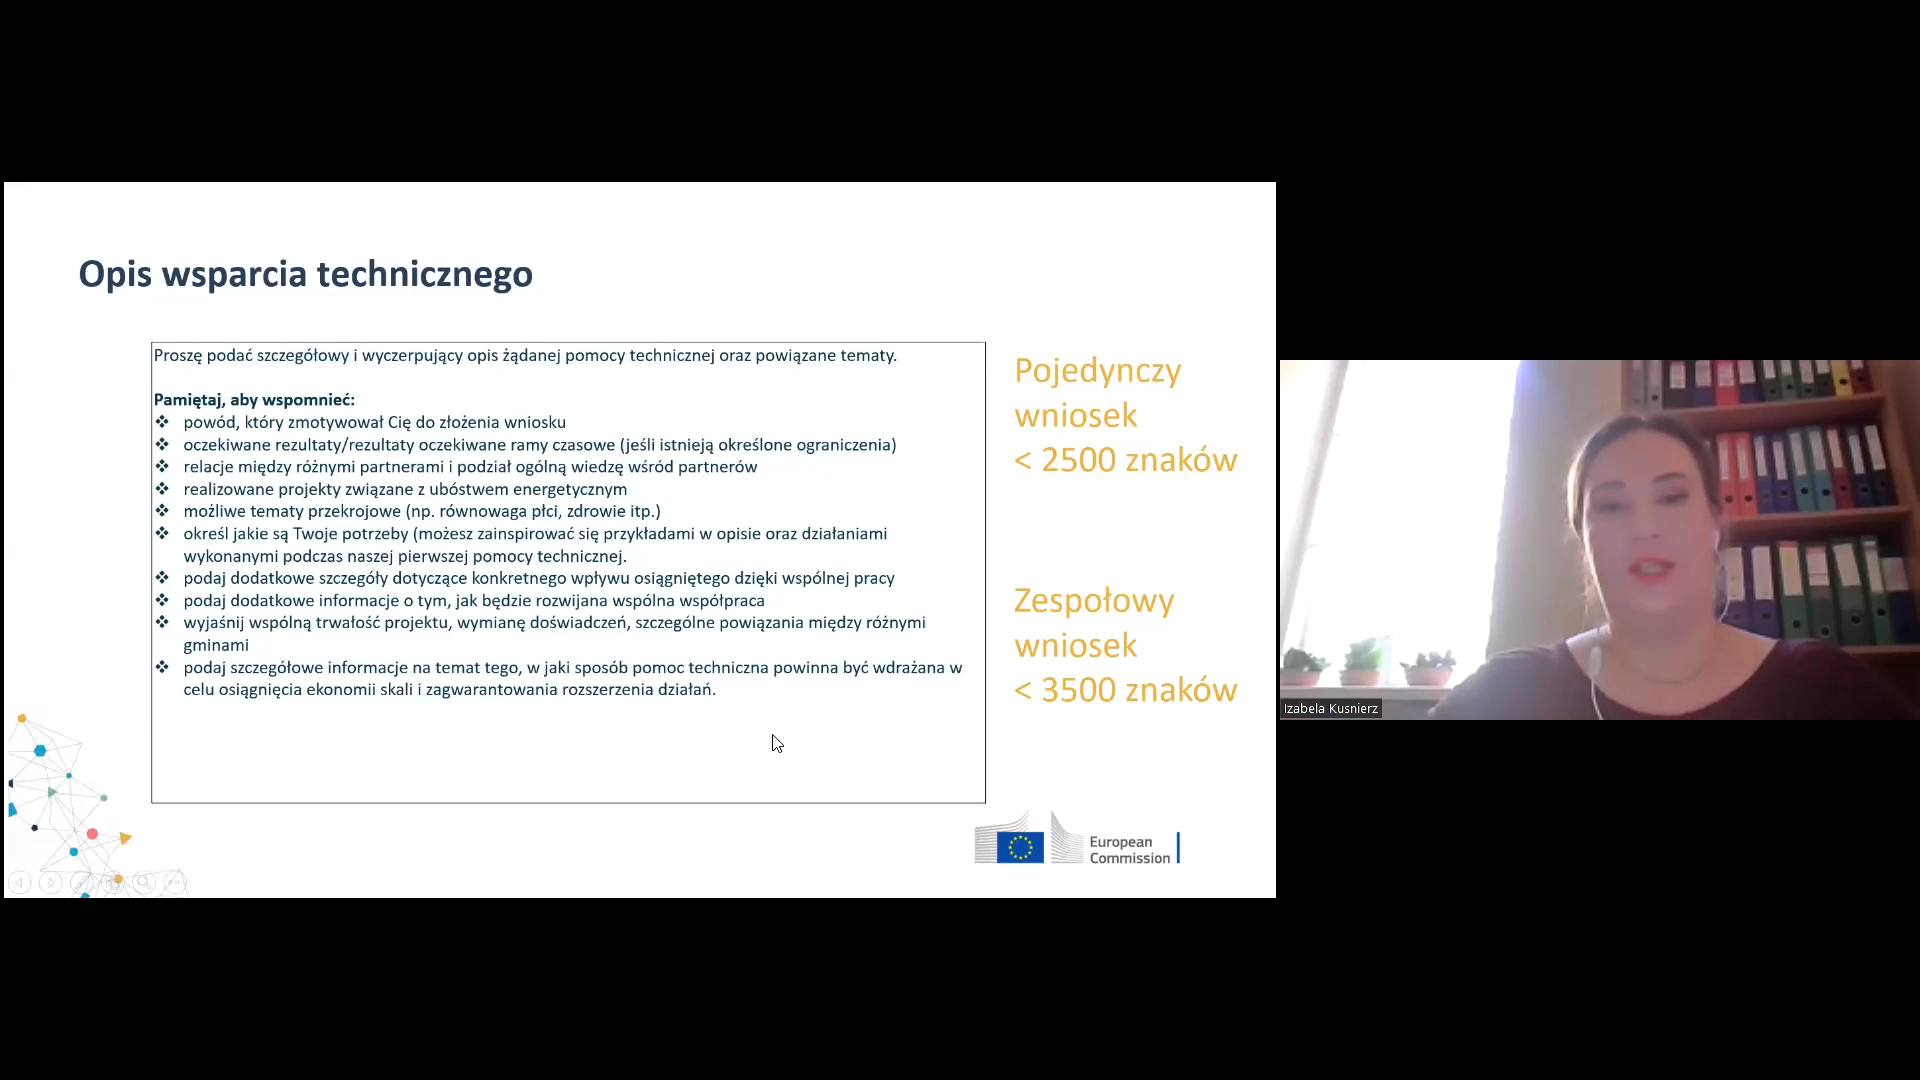 Opis wsparcia technicznego
Proszę podać szczegółowy i wyczerpujący opis żądanej pomocy technicznej oraz powiązane tematy.
Pamiętaj, aby wspomnieć:
❖ powód, który zmotywował Cię do złożenia wniosku
❖ oczekiwane rezultaty/rezultaty oczekiwane ramy czasowe (jeśli istnieją określone ograniczenia)
❖ relacje między różnymi partnerami i podział ogólną wiedzę wśród partnerów
❖ realizowane projekty związane z ubóstwem energetycznym
❖ możliwe tematy przekrojowe (np. równowaga płci, zdrowie itp.)
❖ określ jakie są Twoje potrzeby (możesz zainspirować się przykładami w opisie oraz działaniami
wykonanymi podczas naszej pierwszej pomocy technicznej.
❖ podaj dodatkowe szczegóły dotyczące konkretnego wpływu osiągniętego dzięki wspólnej pracy
❖ podaj dodatkowe informacje o tym, jak będzie rozwijana wspólna współpraca
❖ wyjaśnij wspólną trwałość projektu, wymianę doświadczeń, szczególne powiązania między różnymi
gminami
❖ podaj szczegółowe informacje na temat tego, w jaki sposób pomoc techniczna powinna być wdrażana w
celu osiągnięcia ekonomii skali i zagwarantowania rozszerzenia działań.
Pojedynczy
wniosek
< 2500 znaków
Zespołowy
wniosek
< 3500 znaków
European
Commission
Izabela Kusnierz